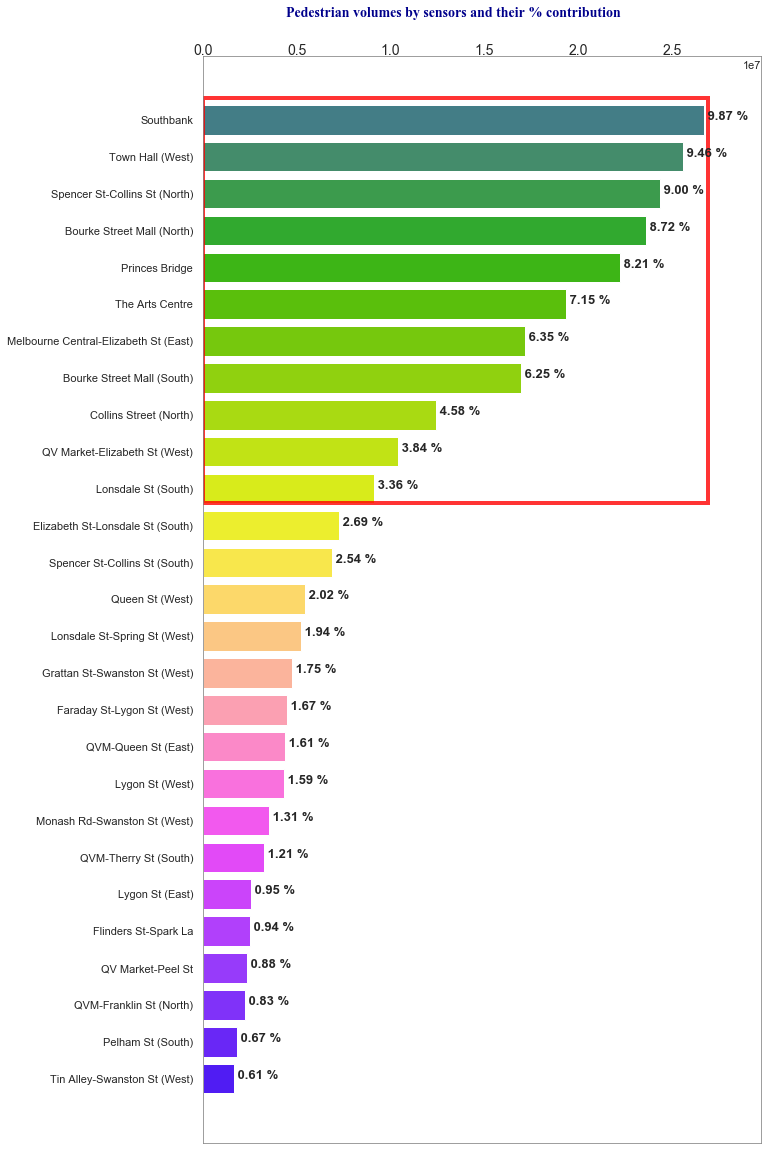 Pedestrian volumes by sensors and their % contribution
0.0 0.5 1.0 1.5 2.0 2.5
1e7
Southbank 9.87 %
Town Hall (West) 9.46 %
Spencer St-Collins St (North) 9.00 %
Bourke Street Mall (North) 8.72 %
Princes Bridge 8.21 %
The Arts Centre 7.15 %
Melbourne Central-Elizabeth St (East) 6.35 %
Bourke Street Mall (South) 6.25 %
Collins Street (North) 4.58 %
QV Market-Elizabeth St (West) 3.84 %
Lonsdale St (South) 3.36 %
Elizabeth St-Lonsdale St (South) 2.69 %
Spencer St-Collins St (South) 2.54 %
Queen St (West) 2.02 %
Lonsdale St-Spring St (West) 1.94 %
Grattan St-Swanston St (West) 1.75 %
Faraday St-Lygon St (West) 1.67 %
QVM-Queen St (East) 1.61 %
Lygon St (West) 1.59 %
Monash Rd-Swanston St (West) 1.31 %
QVM-Therry St (South) 1.21 %
Lygon St (East) 0.95 %
Flinders St-Spark La 0.94 %
QV Market-Peel St 0.88 %
QVM-Franklin St (North) 0.83 %
Pelham St (South) 0.67 %
Tin Alley-Swanston St (West) 0.61 %